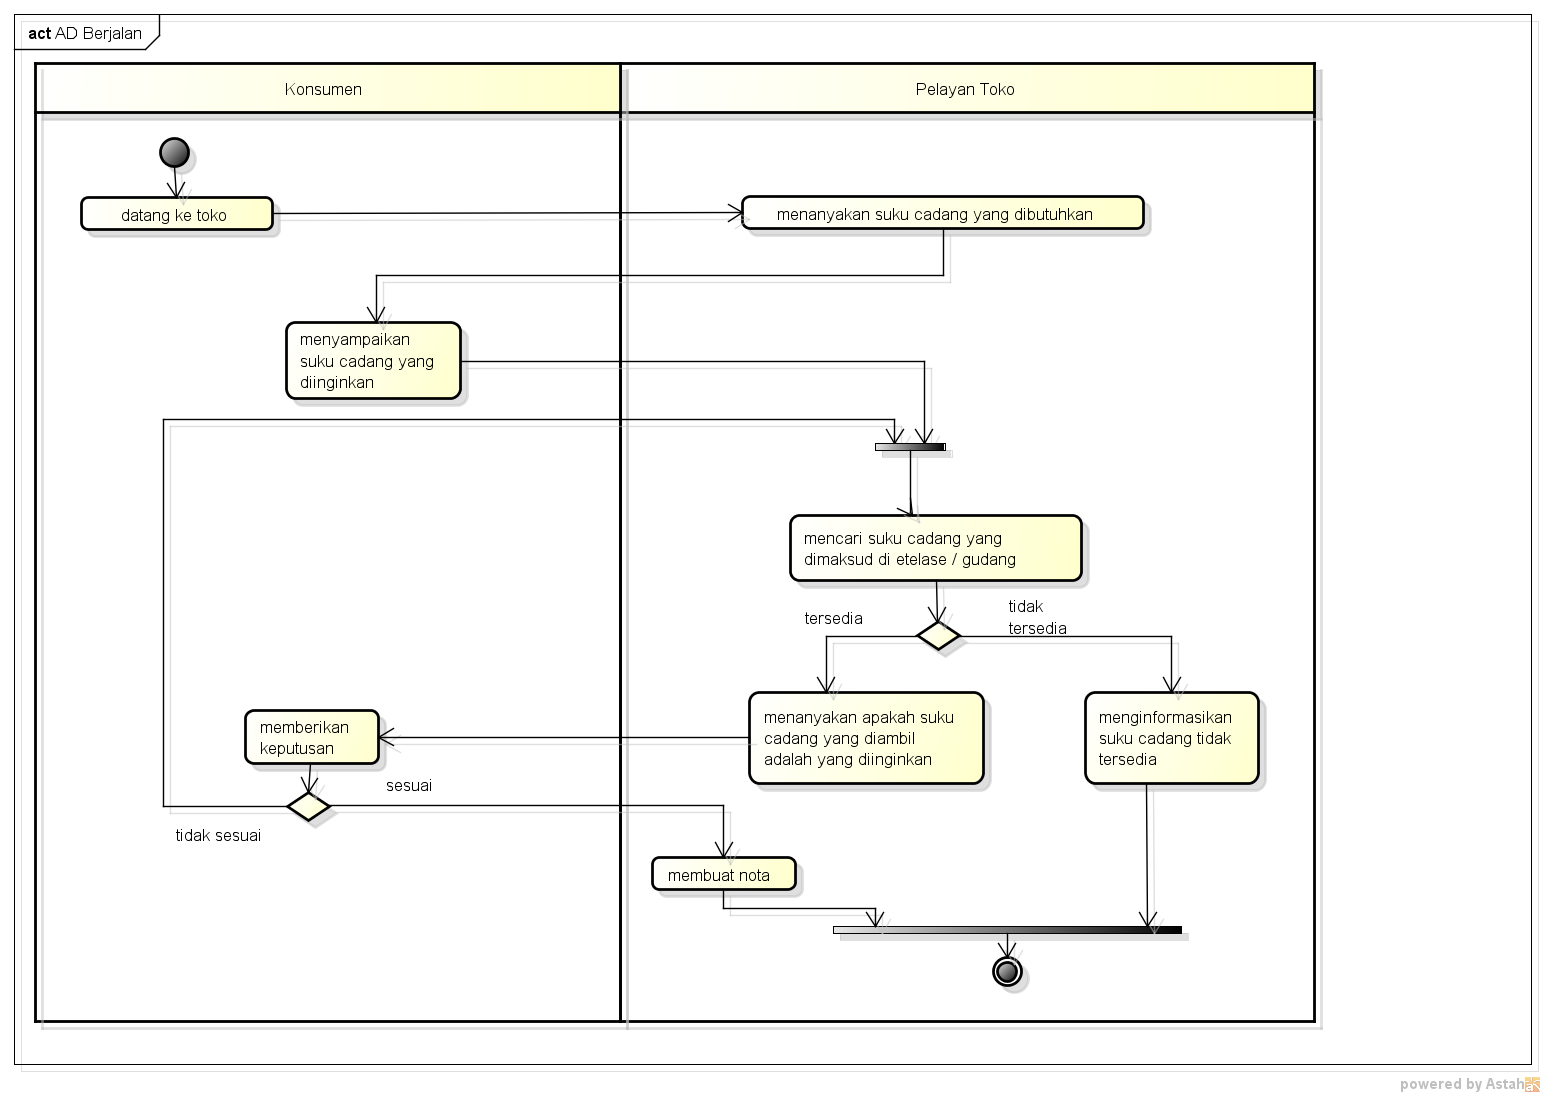 act AD Berjalan
Konsumen
Pelayan Toko
datang ke toko
menanyakan suku cadang yang dibutuhkan
menyampaikan
suku cadang yang
diinginkan
mencari suku cadang yang
dimaksud di etelase / gudang
tersedia
tidak
tersedia
menanyakan apakah suku
cadang yang diambil
adalah yang diinginkan
menginformasikan
suku cadang tidak
tersedia
memberikan
keputusan
sesuai
tidak sesuai
membuat nota
powered by Astah